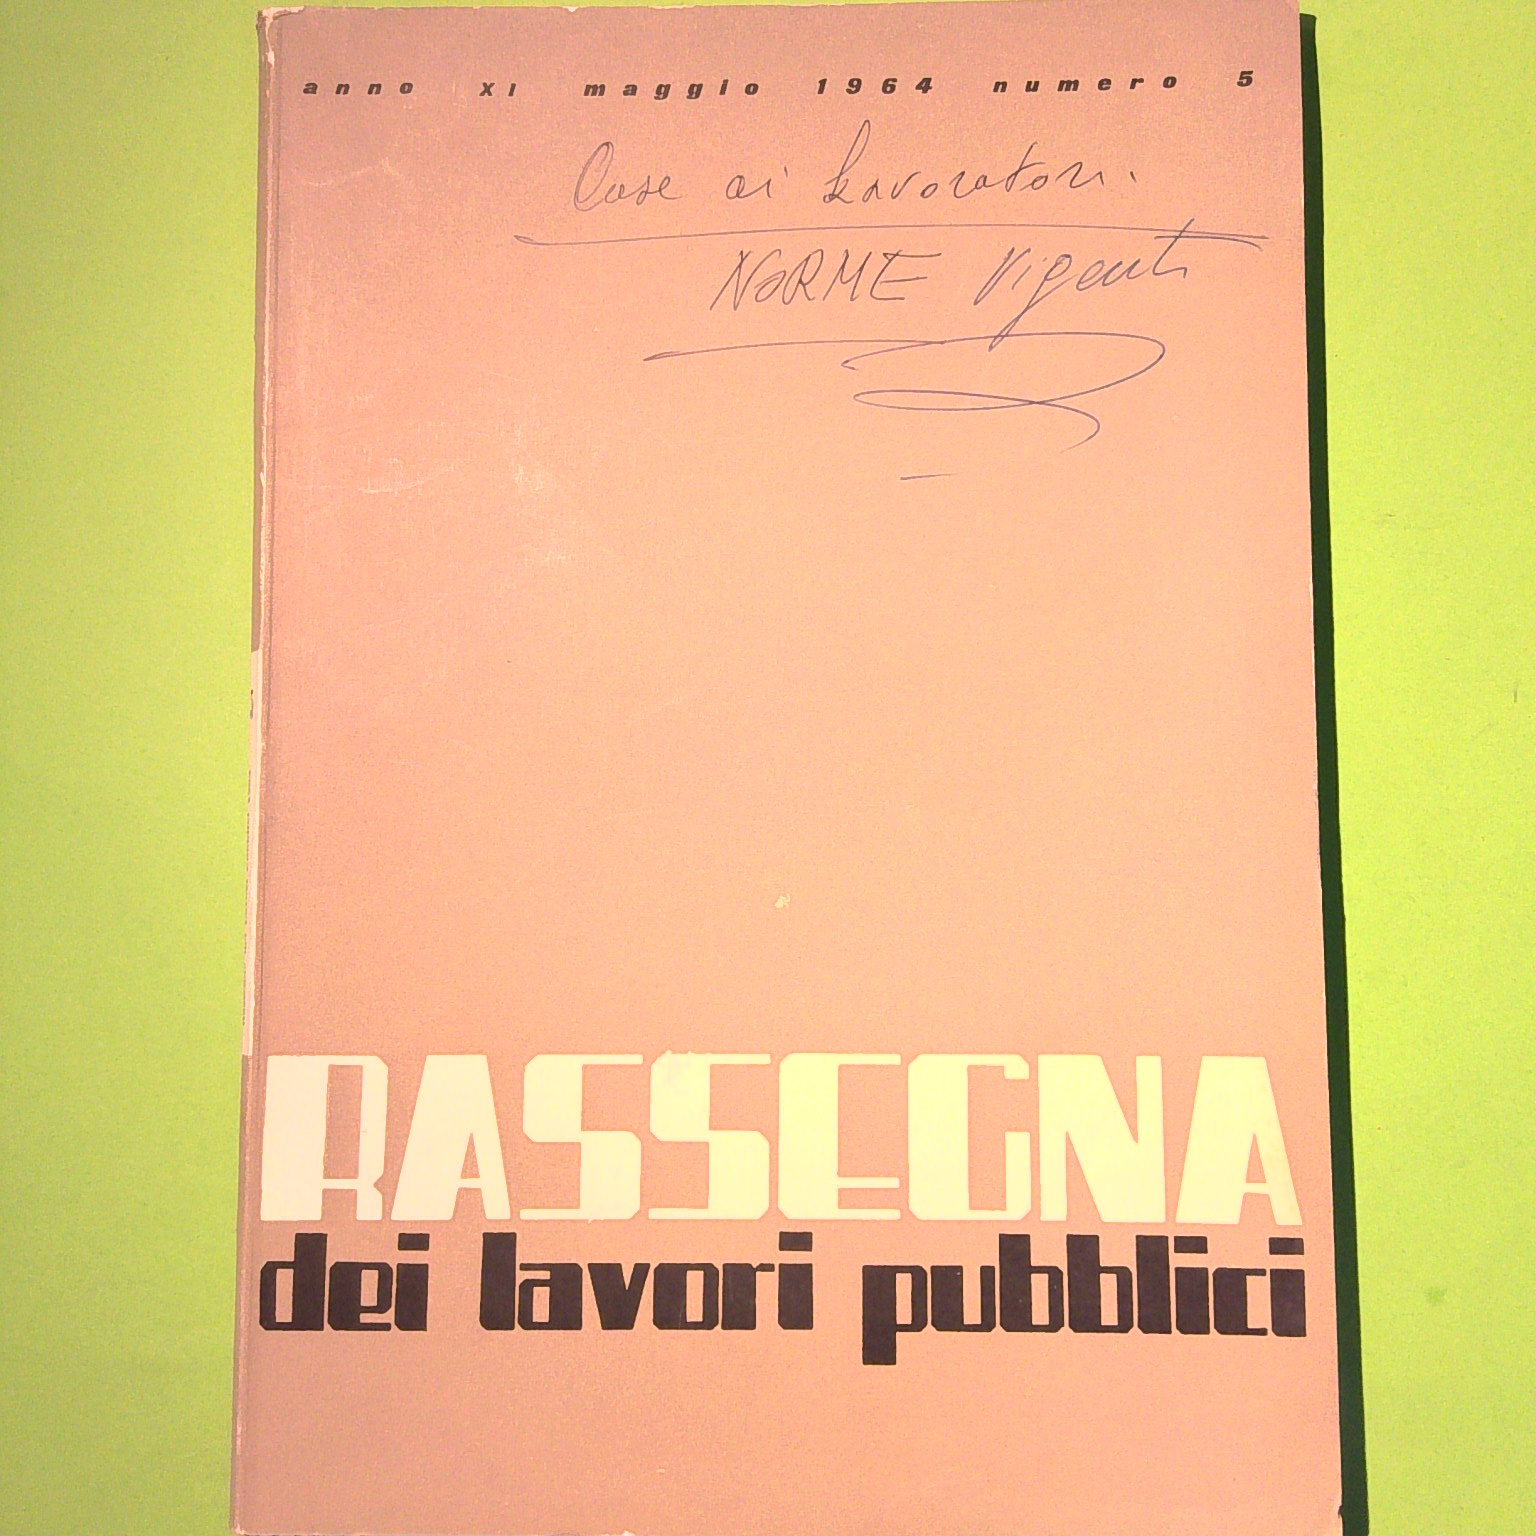 anno XI maggio 1964 numero 5
Case ai Lavoratori.
NORME Vigenti
RASSEGNA
dei lavori pubblici